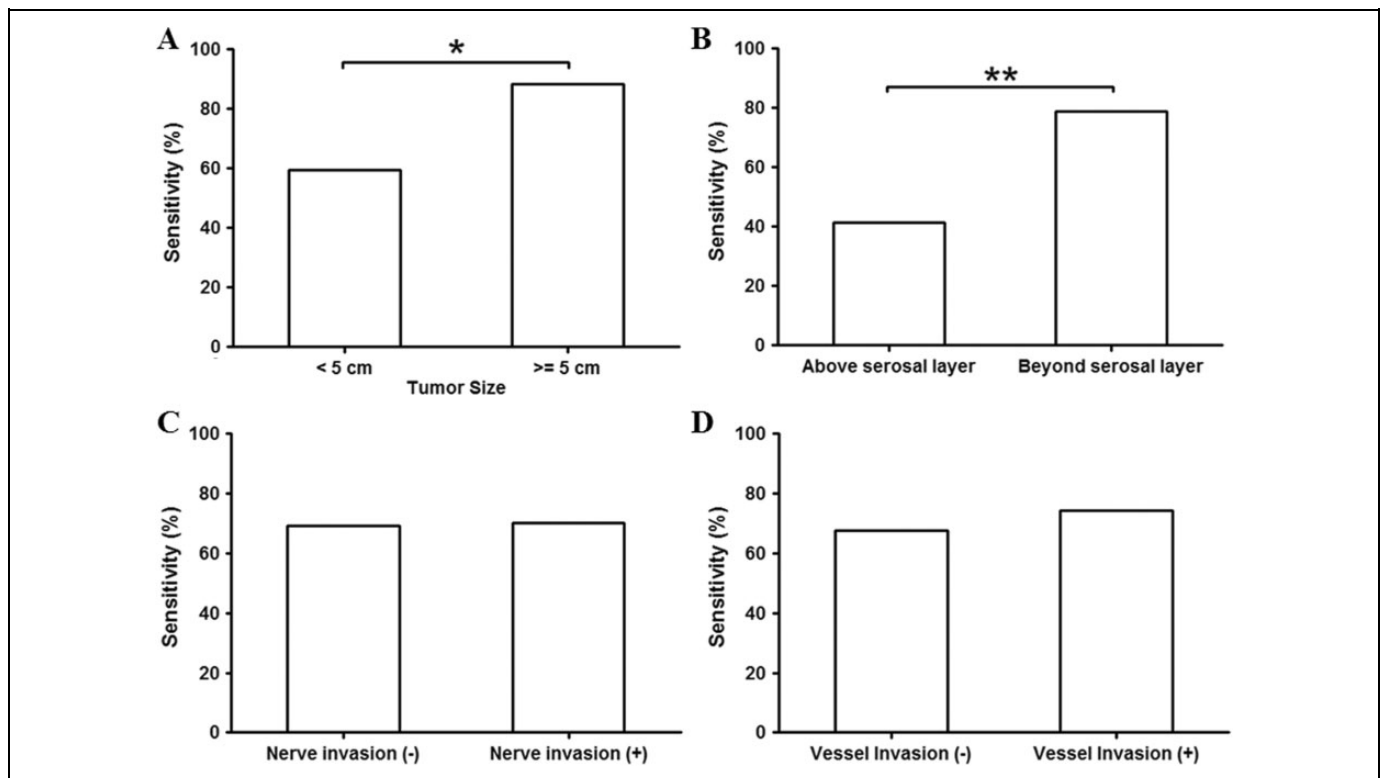 A
*
100
80
60
40
20
0
Sensitivity (%)
< 5 cm >= 5 cm
Tumor Size
B
**
100
80
60
40
20
0
Sensitivity (%)
Above serosal layer Beyond serosal layer
C
100
80
60
40
20
0
Sensitivity (%)
Nerve invasion (-) Nerve invasion (+)
D
100
80
60
40
20
0
Sensitivity (%)
Vessel Invasion (-) Vessel Invasion (+)